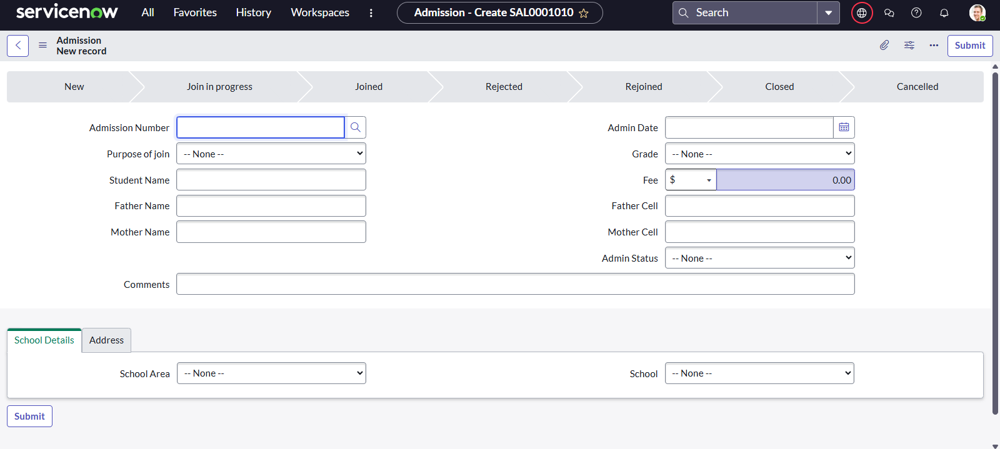 servicenow All Favorites History Workspaces Admission - Create SAL0001010 Search
Admission
New record
Submit
New Join in progress Joined Rejected Rejoined Closed Cancelled
Admission Number Admin Date
Purpose of join -- None -- Grade -- None --
Student Name Fee $ 0.00
Father Name Father Cell
Mother Name Mother Cell
Admin Status -- None --
Comments
School Details Address
School Area -- None -- School -- None --
Submit